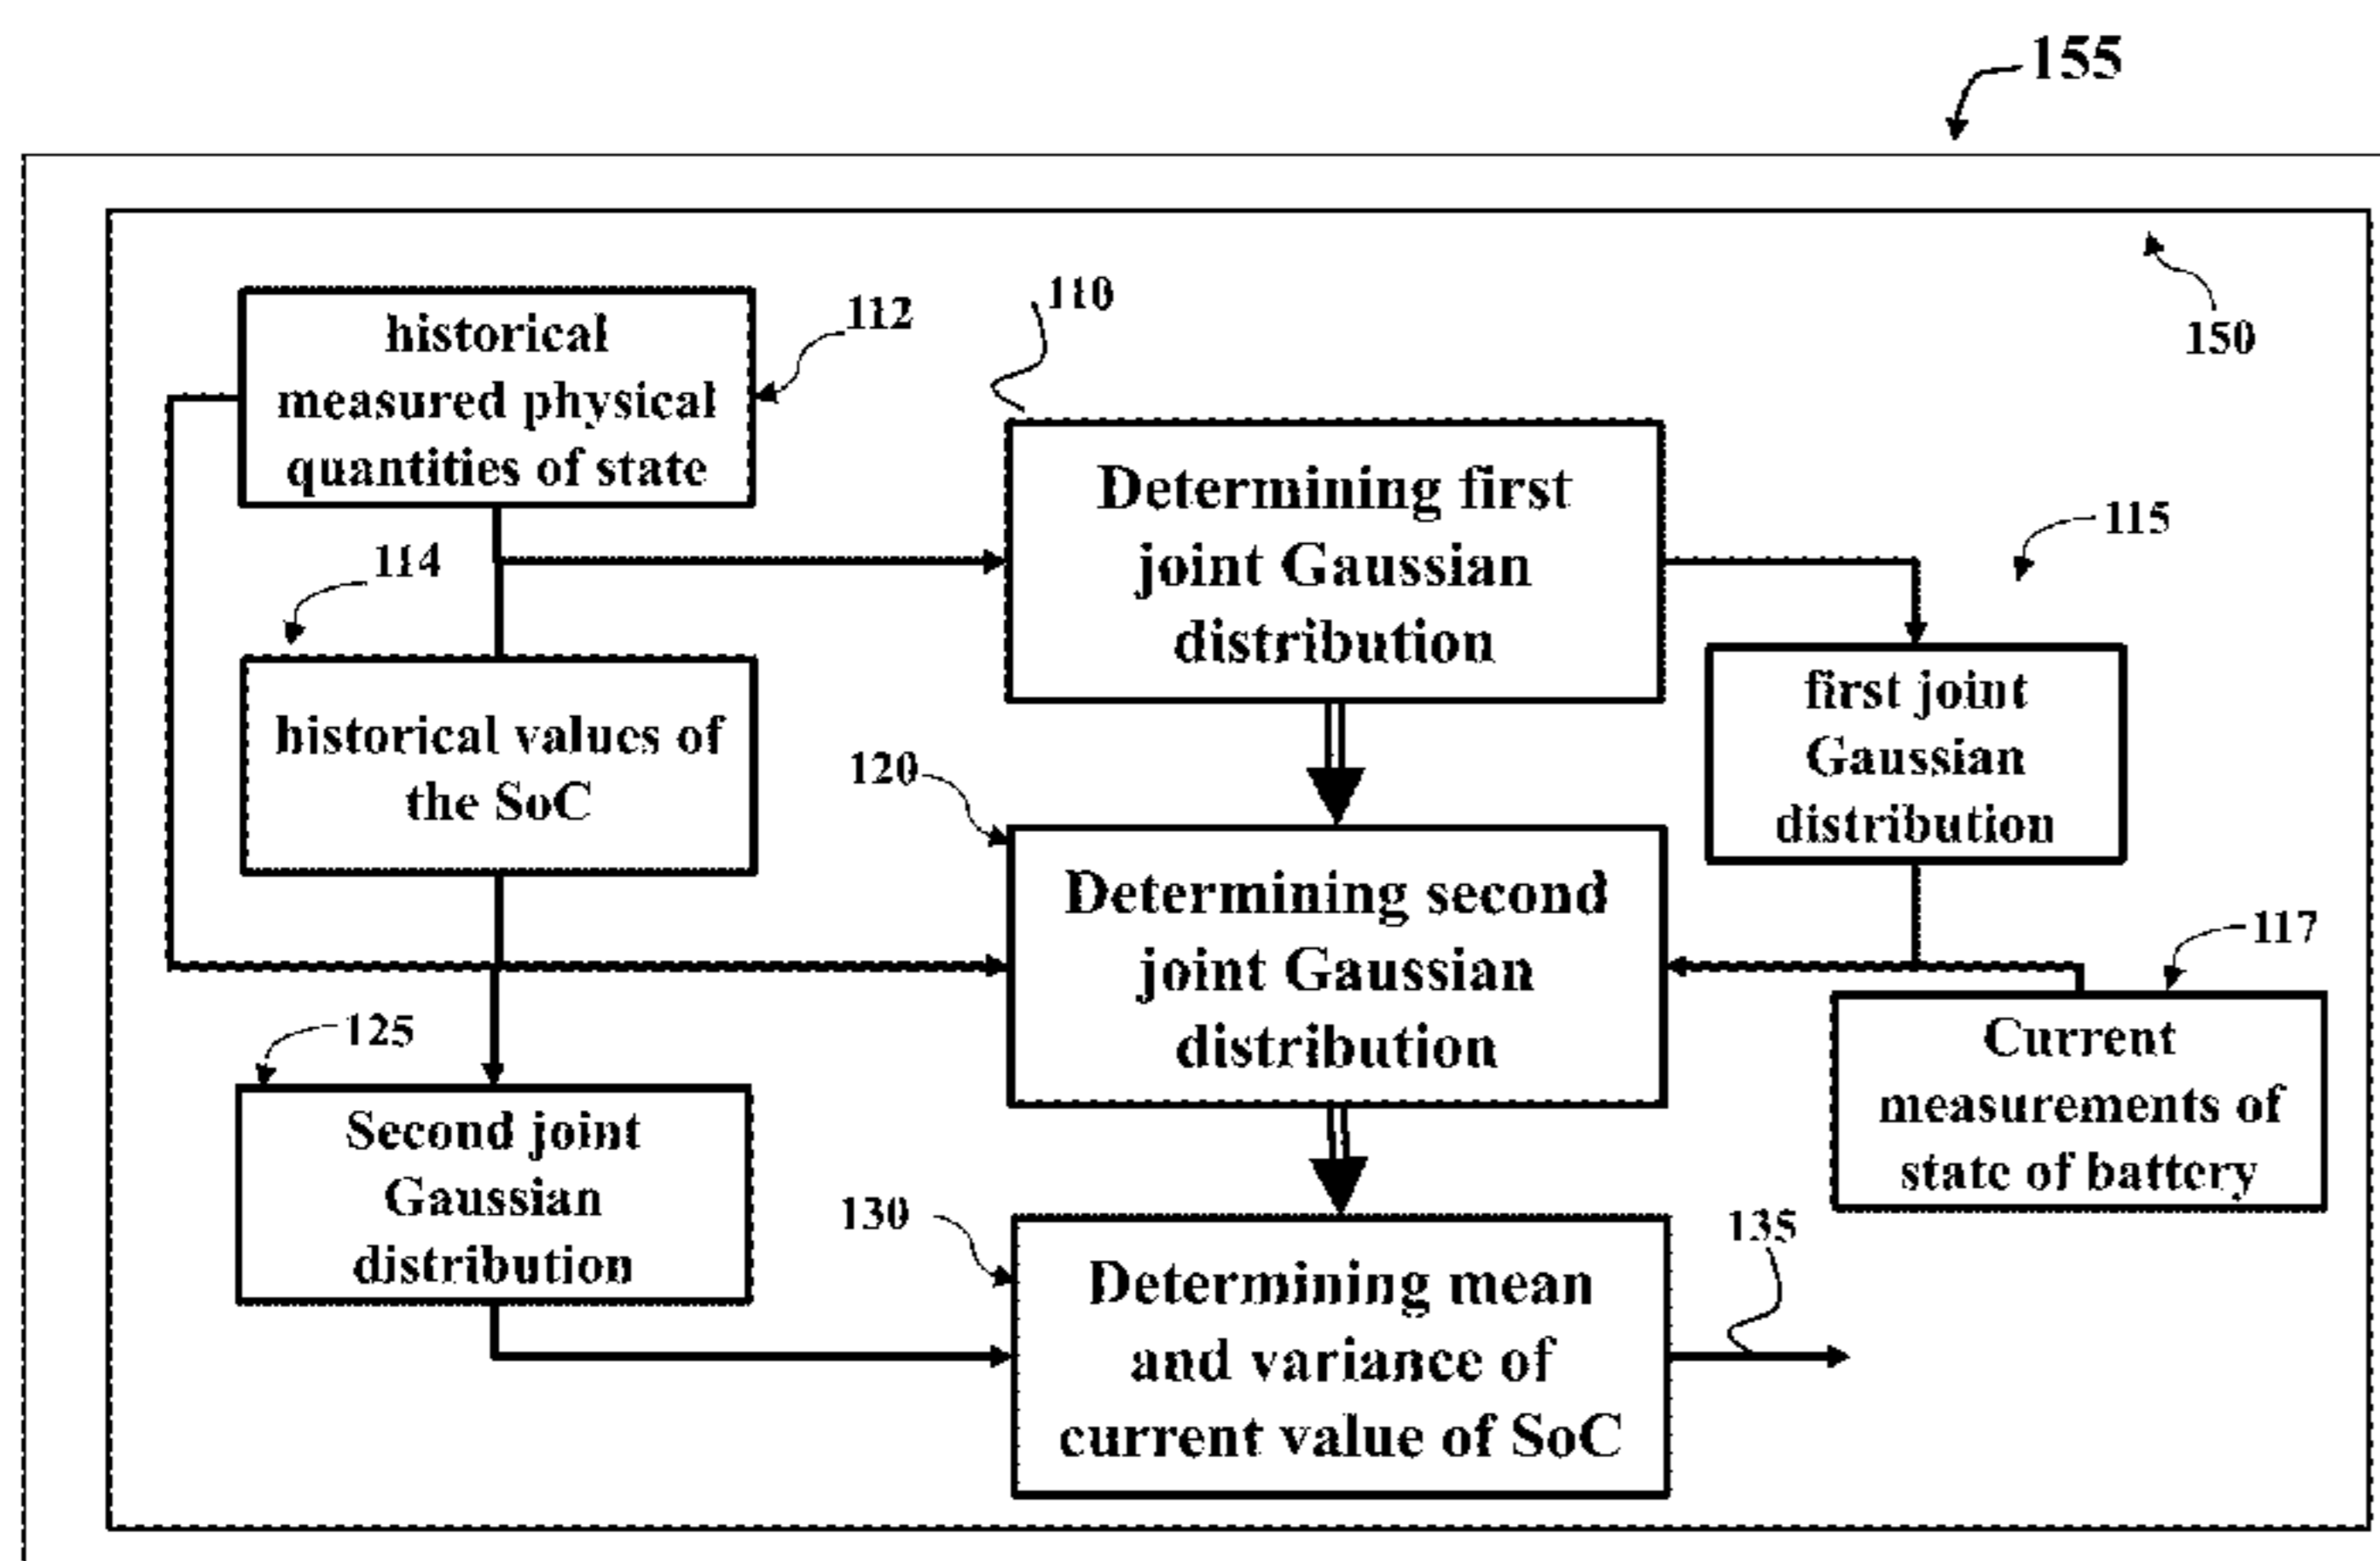 155
150
historical
measured physical
quantities of state
112
110
Determining first
joint Gaussian
distribution
115
114
historical values of
the SoC
first joint
Gaussian
distribution
120
Determining second
joint Gaussian
distribution
117
Current
measurements of
state of battery
125
Second joint
Gaussian
distribution
130
Determining mean
and variance of
current value of SoC
135